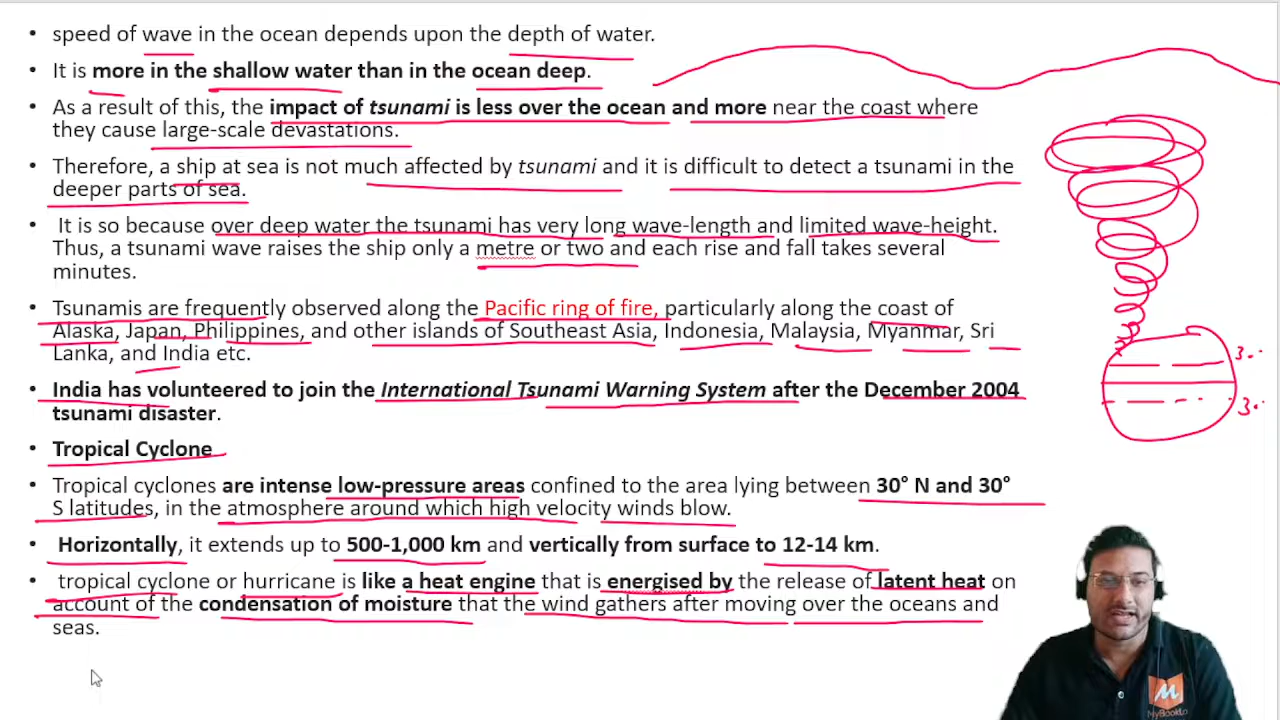 • speed of wave in the ocean depends upon the depth of water.
• It is more in the shallow water than in the ocean deep.
• As a result of this, the impact of tsunami is less over the ocean and more near the coast where
they cause large-scale devastations.
• Therefore, a ship at sea is not much affected by tsunami and it is difficult to detect a tsunami in the
deeper parts of sea.
• It is so because over deep water the tsunami has very long wave-length and limited wave-height.
Thus, a tsunami wave raises the ship only a metre or two and each rise and fall takes several
minutes.
• Tsunamis are frequently observed along the Pacific ring of fire, particularly along the coast of
Alaska, Japan, Philippines, and other islands of Southeast Asia, Indonesia, Malaysia, Myanmar, Sri
Lanka, and India etc.
• India has volunteered to join the International Tsunami Warning System after the December 2004
tsunami disaster.
• Tropical Cyclone
• Tropical cyclones are intense low-pressure areas confined to the area lying between 30° N and 30°
S latitudes, in the atmosphere around which high velocity winds blow.
• Horizontally, it extends up to 500-1,000 km and vertically from surface to 12-14 km.
• tropical cyclone or hurricane is like a heat engine that is energised by the release of latent heat on
account of the condensation of moisture that the wind gathers after moving over the oceans and
seas.